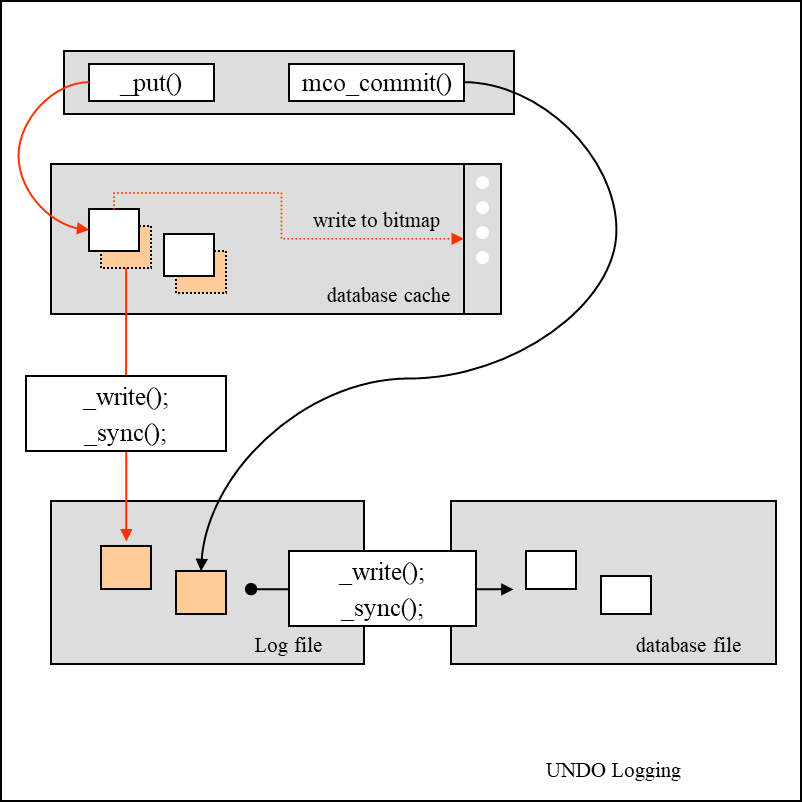 _put()
mco_commit()
write to bitmap
database cache
_write();
_sync();
_write();
_sync();
Log file
database file
UNDO Logging